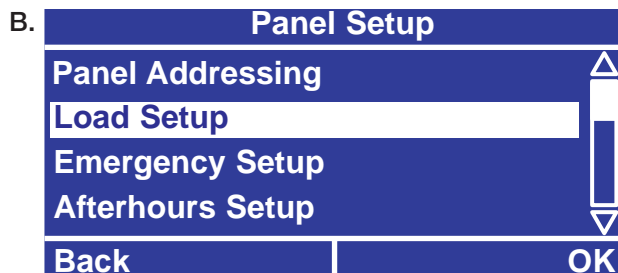 B.
Panel Setup
Panel Addressing
Load Setup
Emergency Setup
Afterhours Setup
Back OK